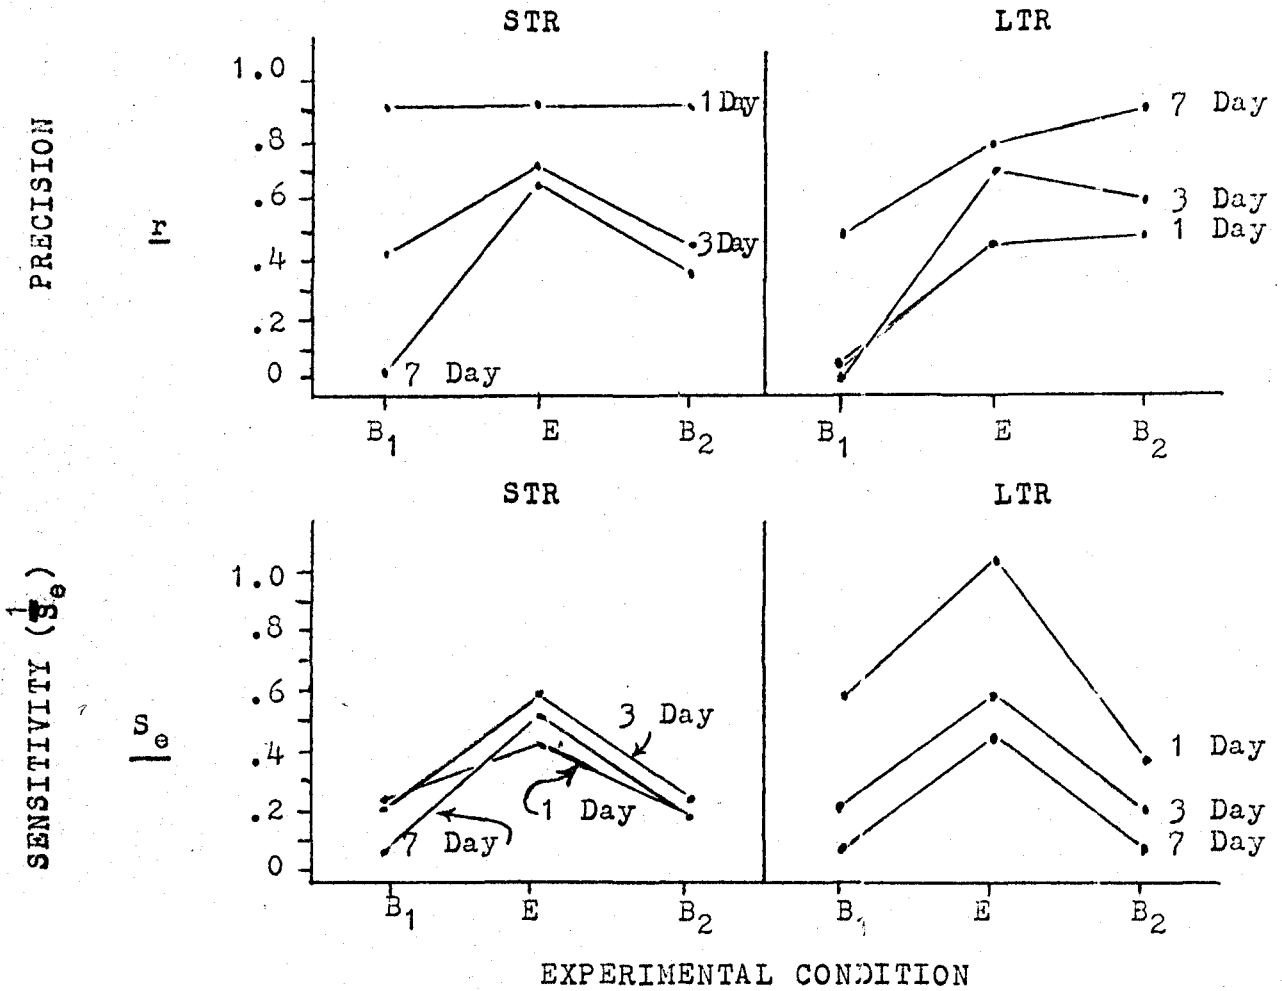 STR LTR
PRECISION
r
1.0
.8
.6
.4
.2
0
1 Day
3 Day
7 Day
7 Day
3 Day
1 Day
B1 E B2 B1 E B2
STR LTR
SENSITIVITY (1/Se)
Se
1.0
.8
.6
.4
.2
0
3 Day
1 Day
7 Day
1 Day
3 Day
7 Day
B1 E B2 B1 E B2
EXPERIMENTAL CONDITION